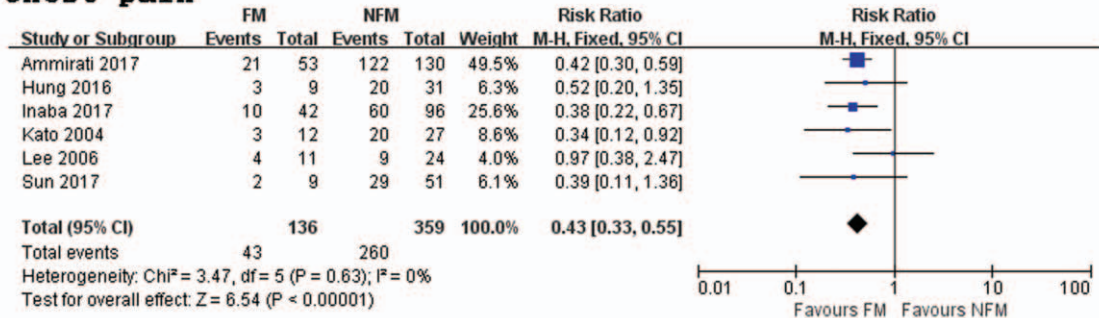 FM NFM Risk Ratio Risk Ratio
Study or Subgroup Events Total Events Total Weight M-H, Fixed, 95% CI M-H, Fixed, 95% CI
Ammirati 2017 21 53 122 130 49.5% 0.42 [0.30, 0.59]
Hung 2016 3 9 20 31 6.3% 0.52 [0.20, 1.35]
Inaba 2017 10 42 60 96 25.6% 0.38 [0.22, 0.67]
Kato 2004 3 12 20 27 8.6% 0.34 [0.12, 0.92]
Lee 2006 4 11 9 24 4.0% 0.97 [0.38, 2.47]
Sun 2017 2 9 29 51 6.1% 0.39 [0.11, 1.36]
Total (95% CI) 136 359 100.0% 0.43 [0.33, 0.55]
Total events 43 260
Heterogeneity: Chi² = 3.47, df = 5 (P = 0.63); I² = 0%
Test for overall effect: Z = 6.54 (P < 0.00001)
0.01 0.1 1 10 100
Favours FM Favours NFM